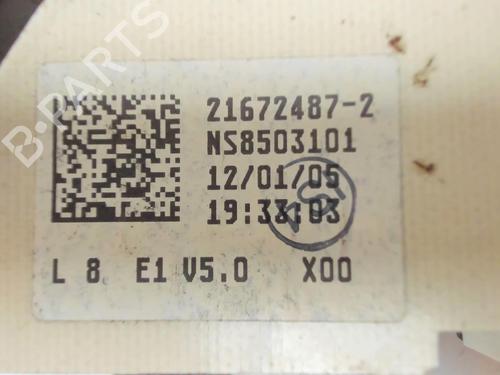 B-PARTS
21672487-2
NS8503101
12/01/05
19:33:03
L 8 E1 V5.0 X00